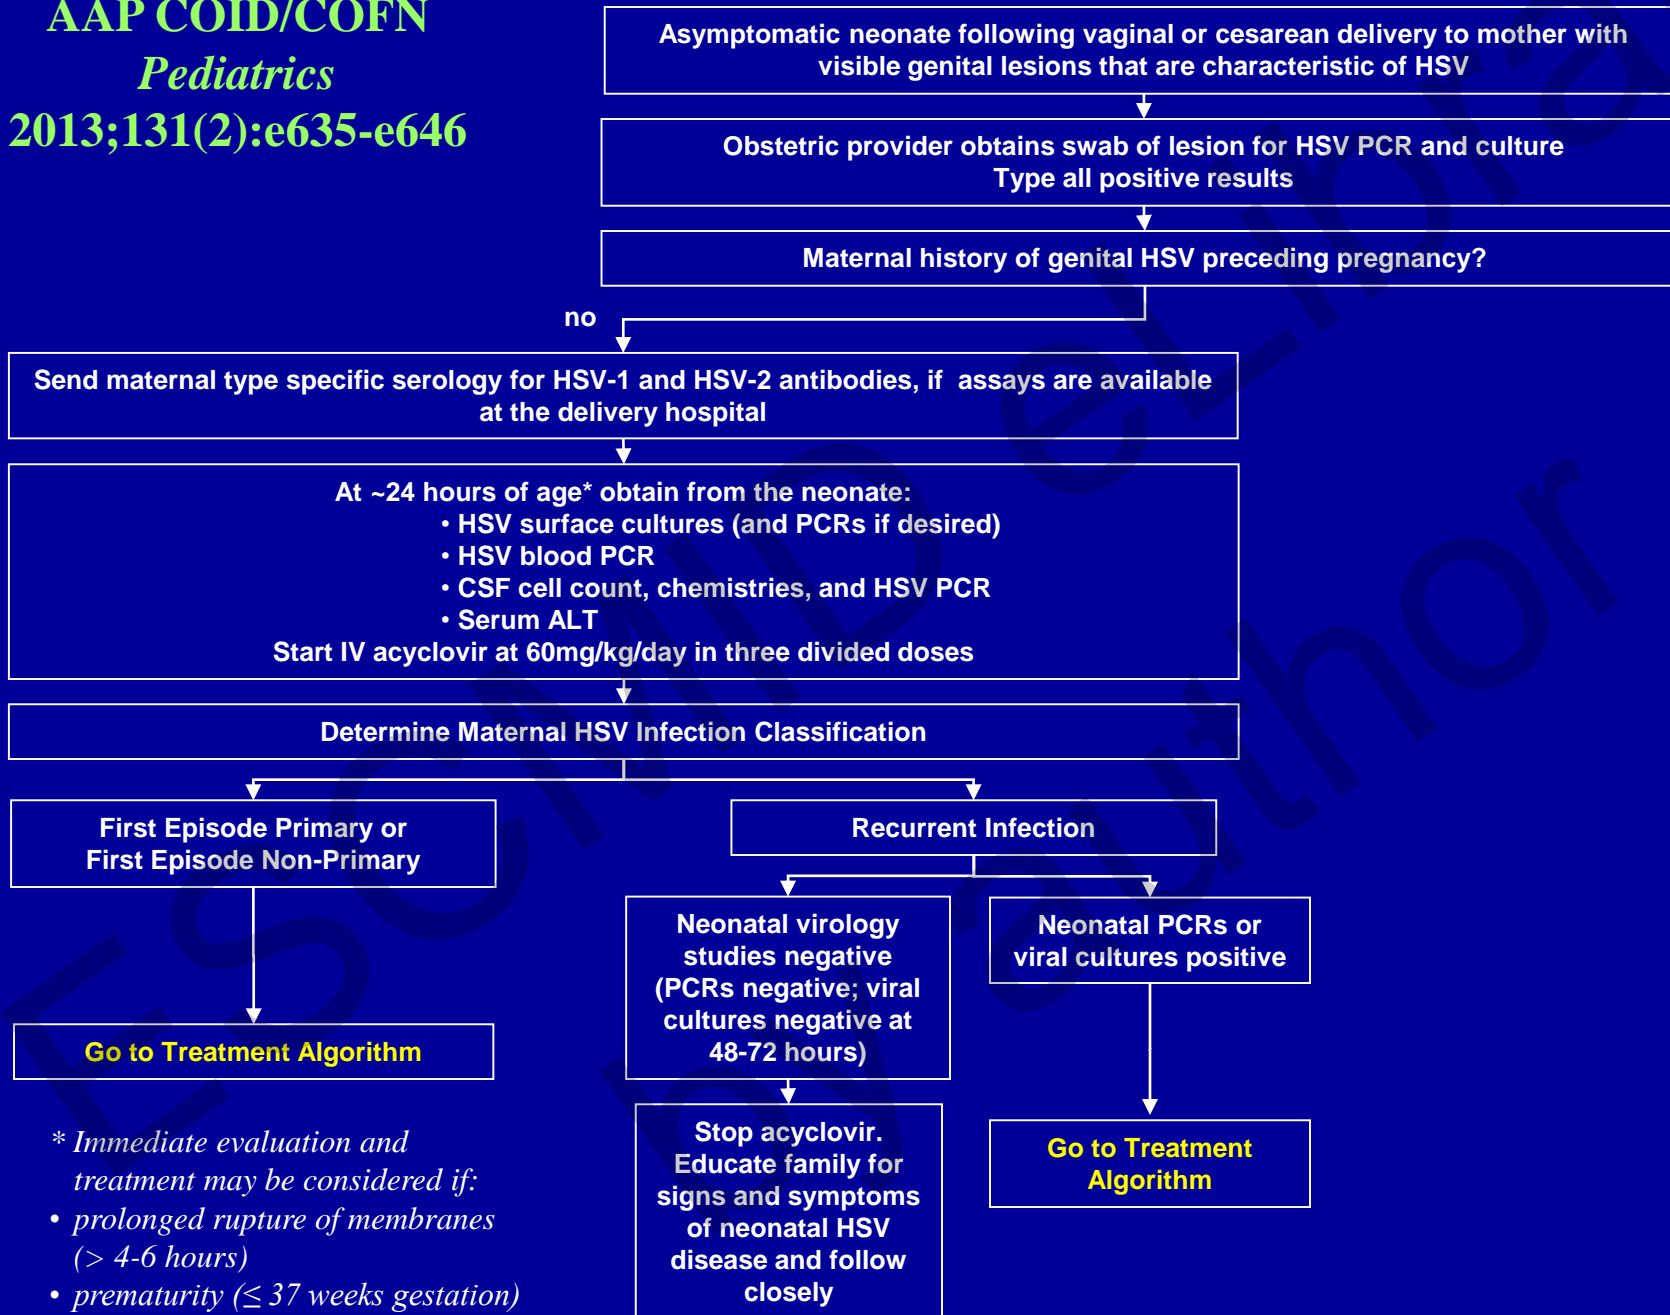 AAP COID/COFN
Pediatrics
2013;131(2):e635-e646
Asymptomatic neonate following vaginal or cesarean delivery to mother with
visible genital lesions that are characteristic of HSV
Obstetric provider obtains swab of lesion for HSV PCR and culture
Type all positive results
Maternal history of genital HSV preceding pregnancy?
no
Send maternal type specific serology for HSV-1 and HSV-2 antibodies, if assays are available
at the delivery hospital
At ~24 hours of age* obtain from the neonate:
• HSV surface cultures (and PCRs if desired)
• HSV blood PCR
• CSF cell count, chemistries, and HSV PCR
• Serum ALT
Start IV acyclovir at 60mg/kg/day in three divided doses
Determine Maternal HSV Infection Classification
First Episode Primary or
First Episode Non-Primary
Go to Treatment Algorithm
Recurrent Infection
Neonatal virology
studies negative
(PCRs negative; viral
cultures negative at
48-72 hours)
Stop acyclovir.
Educate family for
signs and symptoms
of neonatal HSV
disease and follow
closely
Neonatal PCRs or
viral cultures positive
Go to Treatment
Algorithm
* Immediate evaluation and
treatment may be considered if:
• prolonged rupture of membranes
(> 4-6 hours)
• prematurity (≤ 37 weeks gestation)
ESCMID eLibra
by author